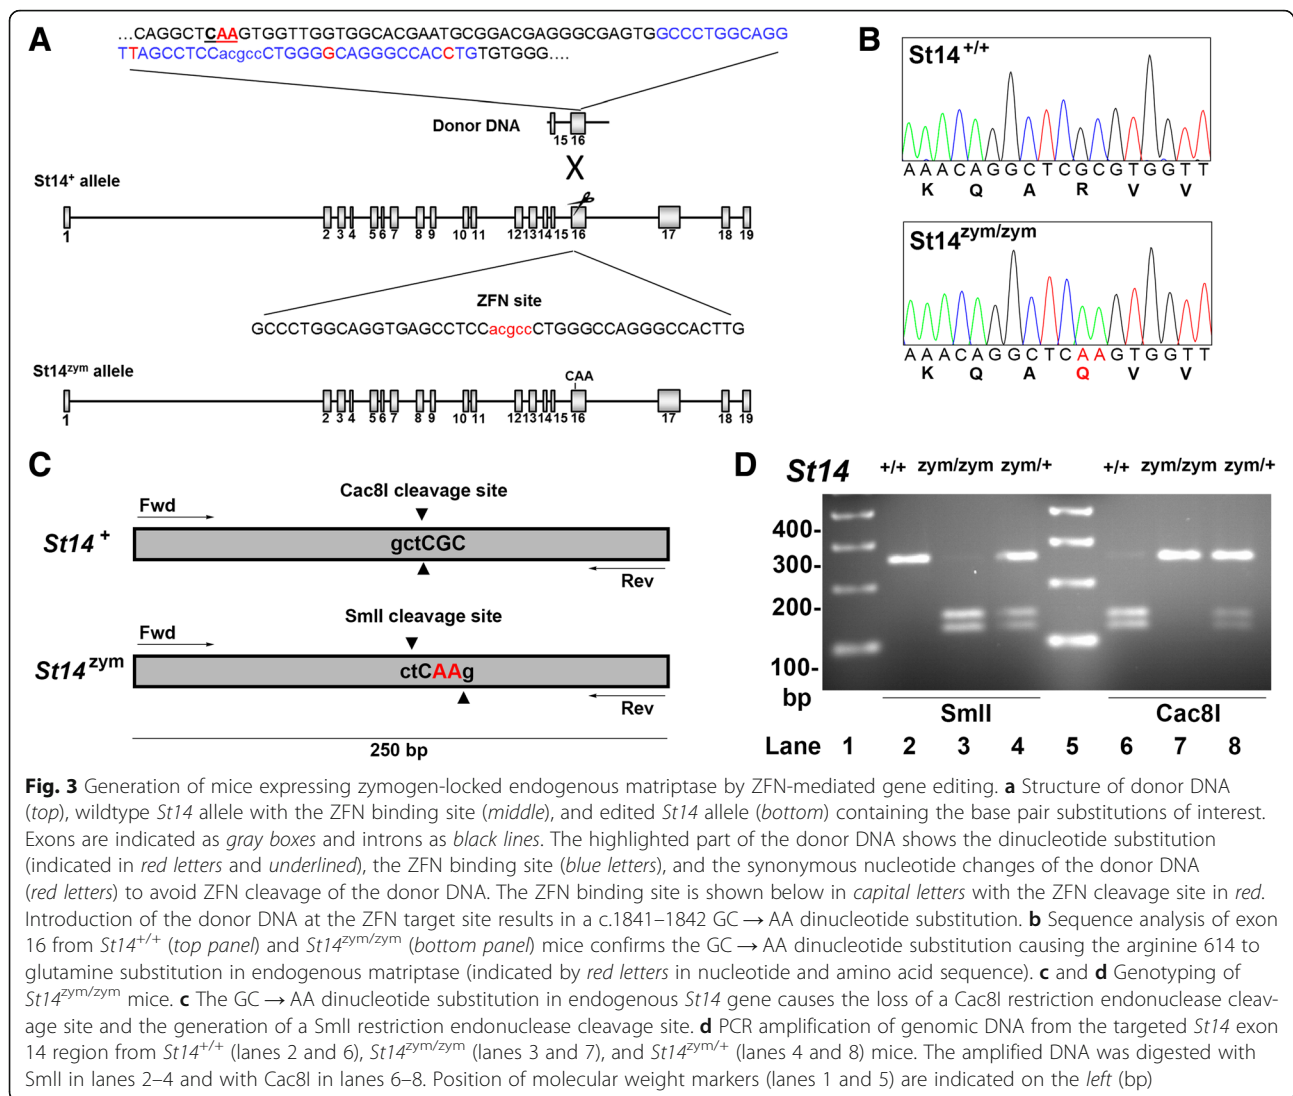 A
...CAGGCTCAAGTGGTTGGTGGCACGAATGCGGACGAGGGCGAGTGGCCCTGGCAGG
TTAGCCTCCacgccCTGGGGCAGGGCCACCTGTGTGGG....
Donor DNA
15 16
X
St14+ allele
1 2 3 4 5 6 7 8 9 10 11 12 13 14 15 16 17 18 19
ZFN site
GCCCTGGCAGGTGAGCCTCCacgccCTGGGCCAGGGCCACTTG
St14zym allele
CAA
1 2 3 4 5 6 7 8 9 10 11 12 13 14 15 16 17 18 19
B
St14+/+
A A A C A G G C T C G C G T G G T T
K Q A R V V
St14zym/zym
A A A C A G G C T C A A G T G G T T
K Q A Q V V
C
Cac8I cleavage site
Fwd
St14+
gctCGC
Rev
SmlI cleavage site
Fwd
St14zym
ctCAAg
Rev
250 bp
D
St14 +/+ zym/zym zym/+ +/+ zym/zym zym/+
400-
300-
200-
100-
bp
SmlI Cac8I
Lane 1 2 3 4 5 6 7 8
Fig. 3 Generation of mice expressing zymogen-locked endogenous matriptase by ZFN-mediated gene editing. a Structure of donor DNA
(top), wildtype St14 allele with the ZFN binding site (middle), and edited St14 allele (bottom) containing the base pair substitutions of interest.
Exons are indicated as gray boxes and introns as black lines. The highlighted part of the donor DNA shows the dinucleotide substitution
(indicated in red letters and underlined), the ZFN binding site (blue letters), and the synonymous nucleotide changes of the donor DNA
(red letters) to avoid ZFN cleavage of the donor DNA. The ZFN binding site is shown below in capital letters with the ZFN cleavage site in red.
Introduction of the donor DNA at the ZFN target site results in a c.1841–1842 GC → AA dinucleotide substitution. b Sequence analysis of exon
16 from St14+/+ (top panel) and St14zym/zym (bottom panel) mice confirms the GC → AA dinucleotide substitution causing the arginine 614 to
glutamine substitution in endogenous matriptase (indicated by red letters in nucleotide and amino acid sequence). c and d Genotyping of
St14zym/zym mice. c The GC → AA dinucleotide substitution in endogenous St14 gene causes the loss of a Cac8I restriction endonuclease cleav-
age site and the generation of a SmlI restriction endonuclease cleavage site. d PCR amplification of genomic DNA from the targeted St14 exon
14 region from St14+/+ (lanes 2 and 6), St14zym/zym (lanes 3 and 7), and St14zym/+ (lanes 4 and 8) mice. The amplified DNA was digested with
SmlI in lanes 2–4 and with Cac8I in lanes 6–8. Position of molecular weight markers (lanes 1 and 5) are indicated on the left (bp)